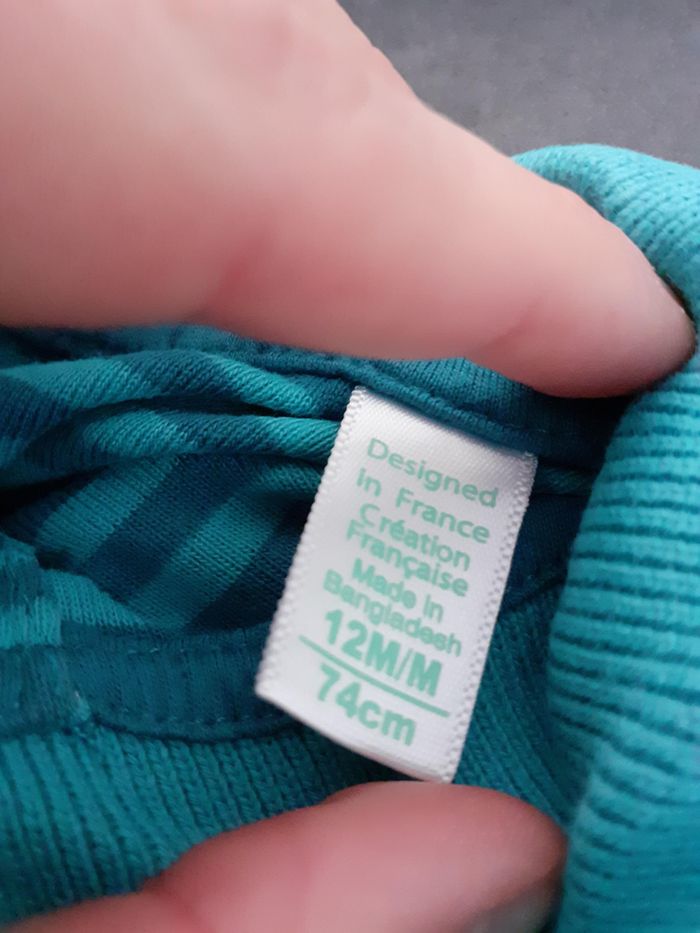 Designed
in France
Création
Française
Made in
Bangladesh
12M/M
74cm